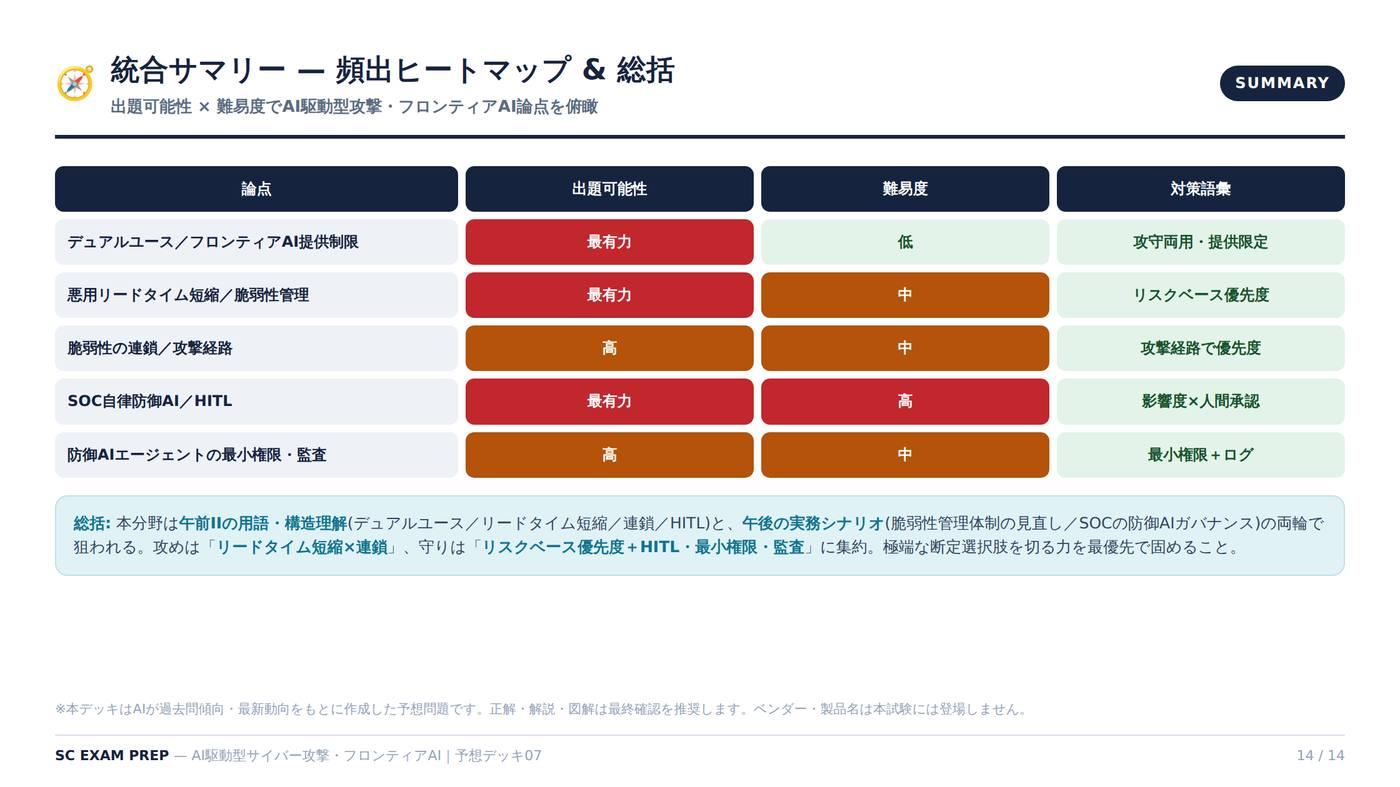 統合サマリー — 頻出ヒートマップ & 総括
出題可能性 × 難易度でAI駆動型攻撃・フロンティアAI論点を俯瞰
SUMMARY
論点 出題可能性 難易度 対策語彙
デュアルユース／フロンティアAI提供制限 最有力 低 攻守両用・提供限定
悪用リードタイム短縮／脆弱性管理 最有力 中 リスクベース優先度
脆弱性の連鎖／攻撃経路 高 中 攻撃経路で優先度
SOC自律防御AI／HITL 最有力 高 影響度×人間承認
防御AIエージェントの最小権限・監査 高 中 最小権限＋ログ
総括: 本分野は午前IIの用語・構造理解(デュアルユース／リードタイム短縮／連鎖／HITL)と、午後の実務シナリオ(脆弱性管理体制の見直し／SOCの防御AIガバナンス)の両輪で
狙われる。攻めは「リードタイム短縮×連鎖」、守りは「リスクベース優先度＋HITL・最小権限・監査」に集約。極端な断定選択肢を切る力を最優先で固めること。
※本デッキはAIが過去問傾向・最新動向をもとに作成した予想問題です。正解・解説・図解は最終確認を推奨します。ベンダー・製品名は本試験には登場しません。
SC EXAM PREP — AI駆動型サイバー攻撃・フロンティアAI｜予想デッキ07
14 / 14